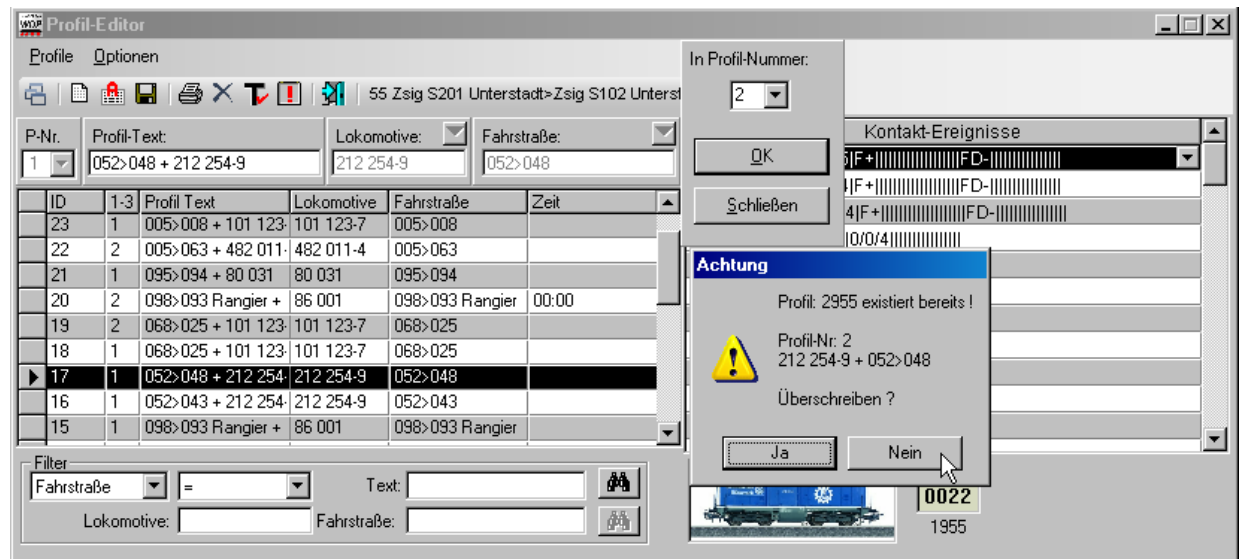 WDP Profil-Editor
Profile Optionen
55 Zsig S201 Unterstadt>Zsig S102 Unterst
P-Nr. Profil-Text: Lokomotive: Fahrstraße:
1 052>048 + 212 254-9 212 254-9 052>048
ID 1-3 Profil Text Lokomotive Fahrstraße Zeit
23 1 005>008 + 101 123- 101 123-7 005>008
22 2 005>063 + 482 011- 482 011-4 005>063
21 1 095>094 + 80 031 80 031 095>094
20 2 098>093 Rangier + 86 001 098>093 Rangier 00:00
19 2 068>025 + 101 123- 101 123-7 068>025
18 1 068>025 + 101 123- 101 123-7 068>025
17 1 052>048 + 212 254- 212 254-9 052>048
16 1 052>043 + 212 254- 212 254-9 052>043
15 1 098>093 Rangier + 86 001 098>093 Rangier
Filter
Fahrstraße = Text:
Lokomotive: Fahrstraße:
In Profil-Nummer:
2
OK
Schließen
Kontakt-Ereignisse
|F+||||||||||||||||||FD-|||||||||||||||
|F+||||||||||||||||||FD-|||||||||||||||
4|F+||||||||||||||||||FD-|||||||||||||||
|0/0/4|||||||||||||||
Achtung
Profil: 2955 existiert bereits !
Profil-Nr: 2
212 254-9 + 052>048
Überschreiben ?
Ja Nein
0022
1955